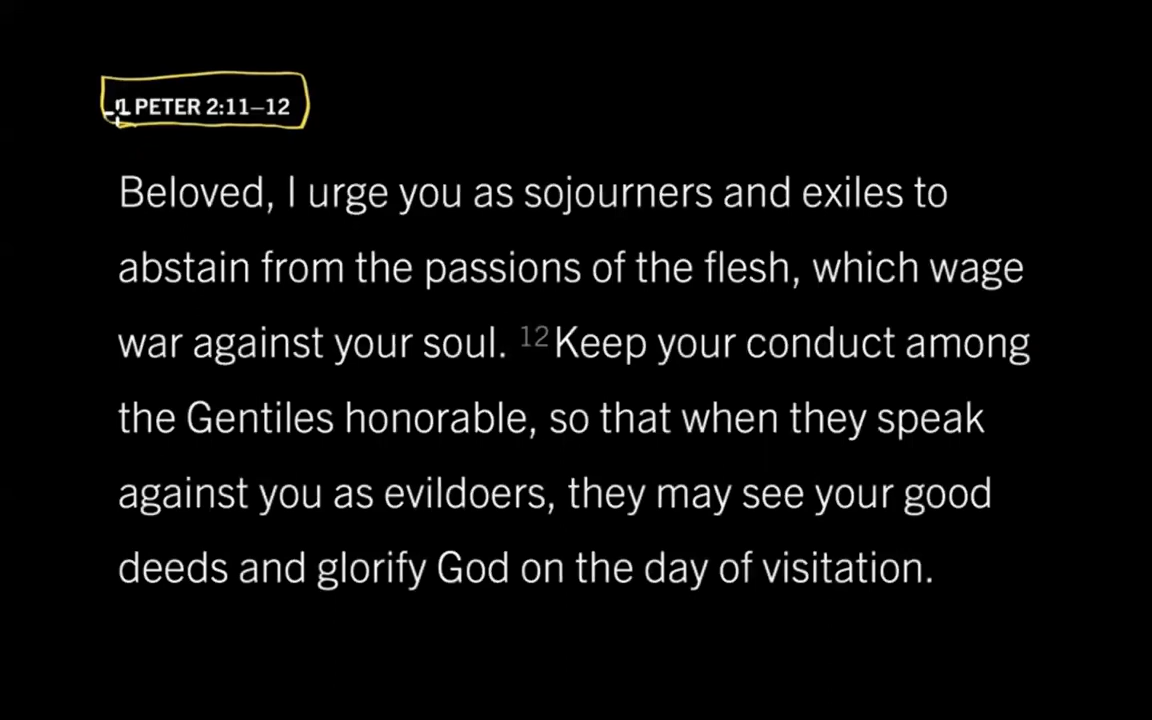 1 PETER 2:11–12
Beloved, I urge you as sojourners and exiles to
abstain from the passions of the flesh, which wage
war against your soul. 12 Keep your conduct among
the Gentiles honorable, so that when they speak
against you as evildoers, they may see your good
deeds and glorify God on the day of visitation.